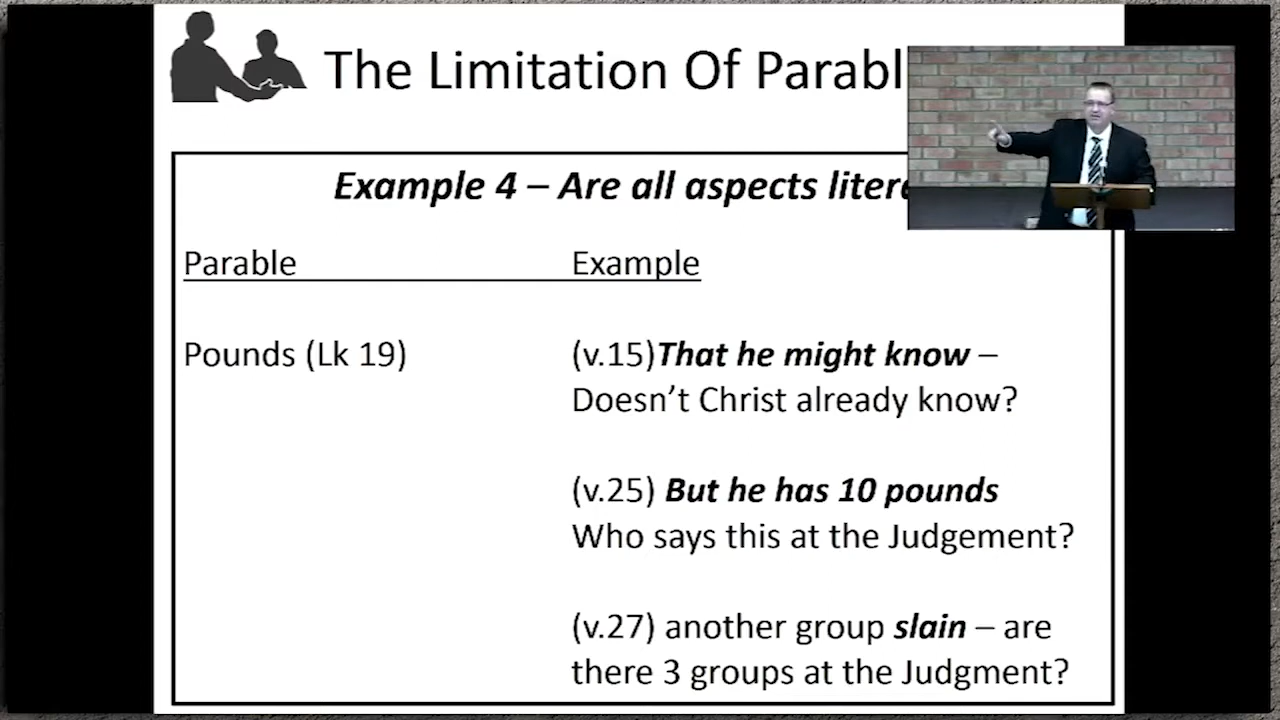 The Limitation Of Parabl
Example 4 – Are all aspects litera
Parable Example
Pounds (Lk 19) (v.15)That he might know –
Doesn’t Christ already know?
(v.25) But he has 10 pounds
Who says this at the Judgement?
(v.27) another group slain – are
there 3 groups at the Judgment?